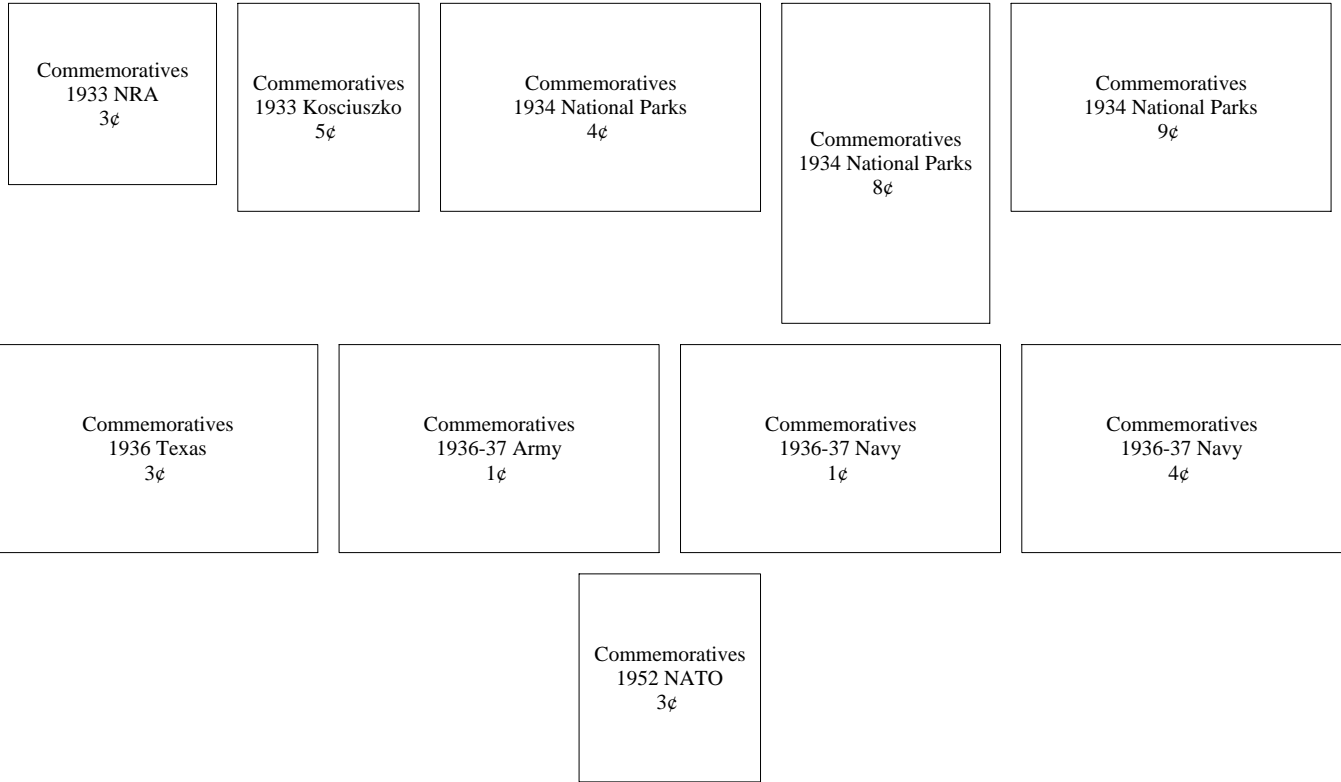 Commemoratives
1933 NRA
3¢
Commemoratives
1933 Kosciuszko
5¢
Commemoratives
1934 National Parks
4¢
Commemoratives
1934 National Parks
8¢
Commemoratives
1934 National Parks
9¢
Commemoratives
1936 Texas
3¢
Commemoratives
1936-37 Army
1¢
Commemoratives
1936-37 Navy
1¢
Commemoratives
1936-37 Navy
4¢
Commemoratives
1952 NATO
3¢